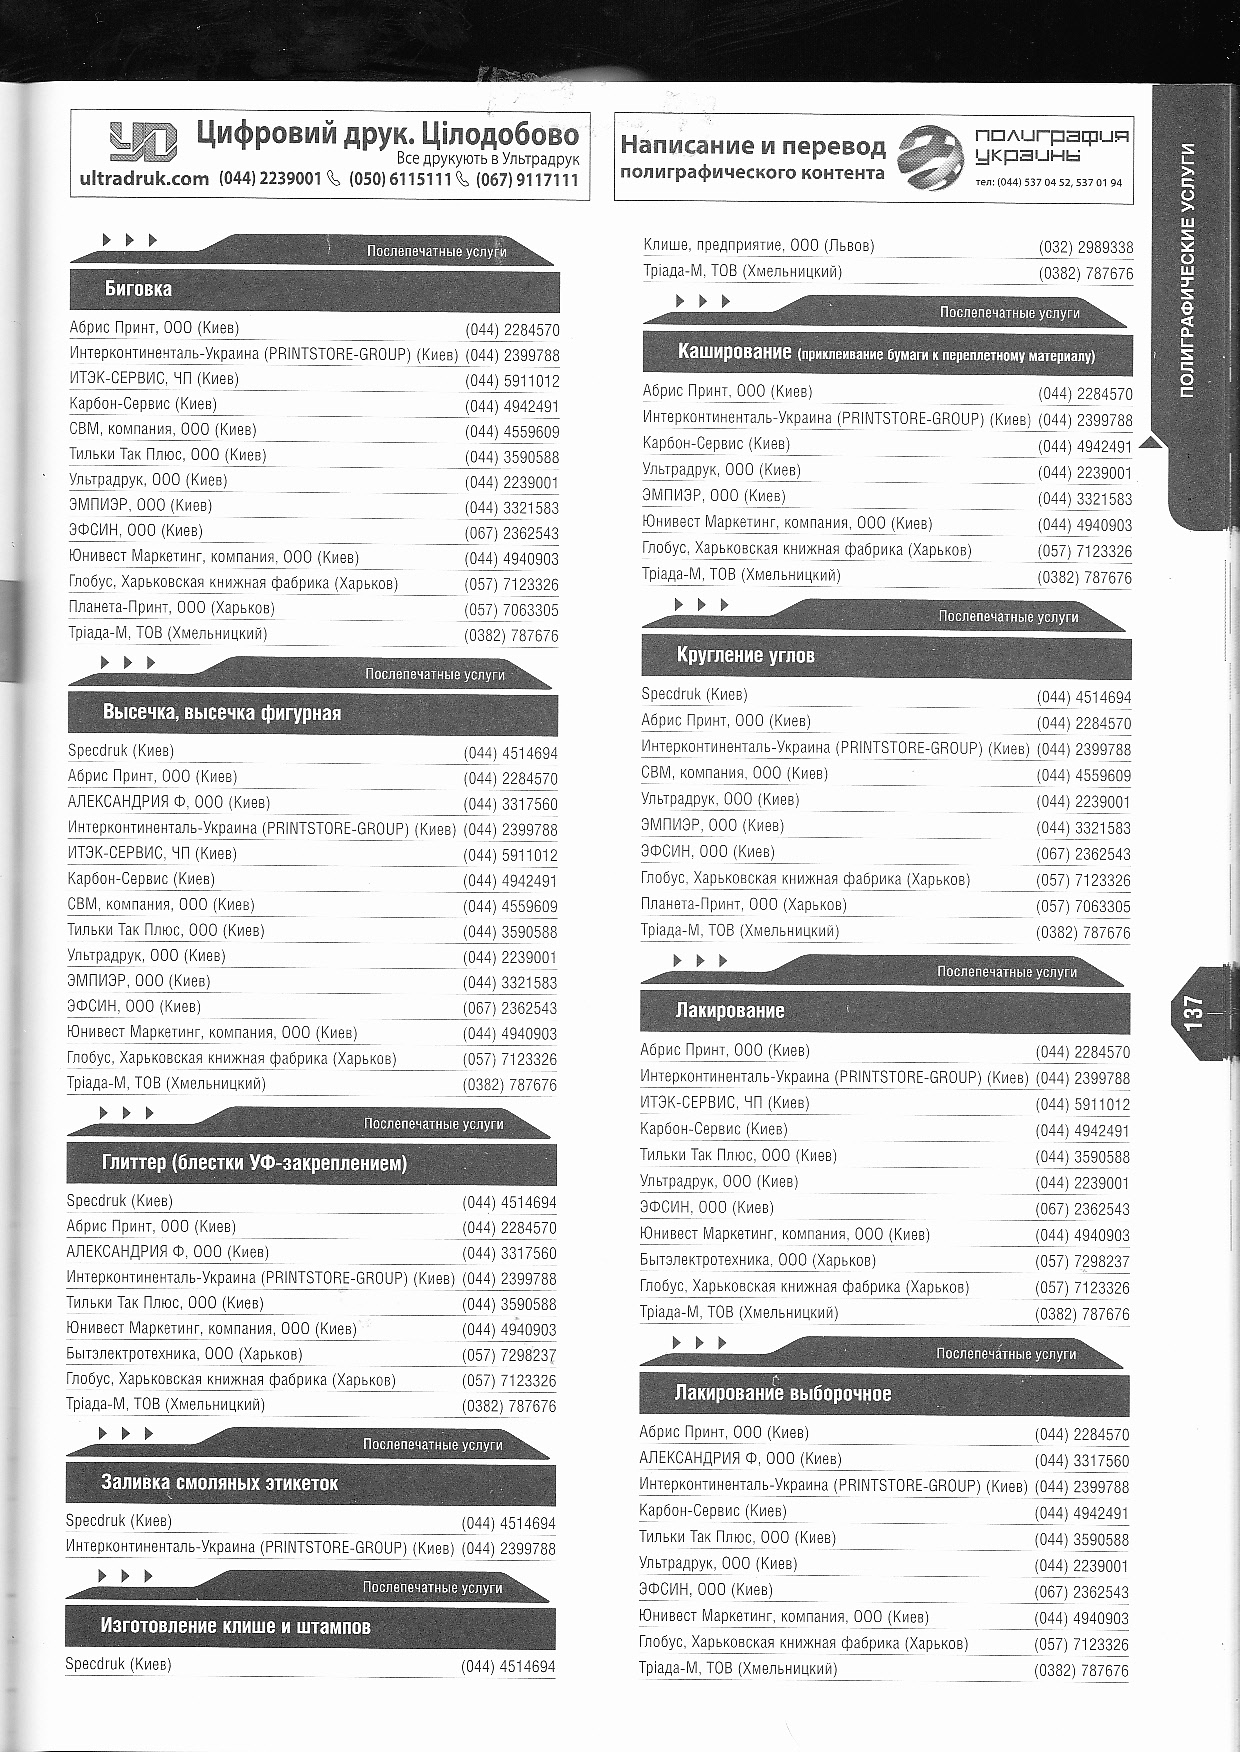 Цифровий друк. Цілодобово
Все друкують в Ультрадрук
ultradruk.com (044) 2239001 (050) 6115111 (067) 9117111
Написание и перевод
полиграфического контента
полиграфия
украины
тел: (044) 537 04 52, 537 01 94
ПОЛИГРАФИЧЕСКИЕ УСЛУГИ
137
Послепечатные услуги
Биговка
Абрис Принт, ООО (Киев) (044) 2284570
Интерконтиненталь-Украина (PRINTSTORE-GROUP) (Киев) (044) 2399788
ИТЭК-СЕРВИС, ЧП (Киев) (044) 5911012
Карбон-Сервис (Киев) (044) 4942491
СВМ, компания, ООО (Киев) (044) 4559609
Тильки Так Плюс, ООО (Киев) (044) 3590588
Ультрадрук, ООО (Киев) (044) 2239001
ЭМПИЭР, ООО (Киев) (044) 3321583
ЭФСИН, ООО (Киев) (067) 2362543
Юнивест Маркетинг, компания, ООО (Киев) (044) 4940903
Глобус, Харьковская книжная фабрика (Харьков) (057) 7123326
Планета-Принт, ООО (Харьков) (057) 7063305
Тріада-М, ТОВ (Хмельницкий) (0382) 787676
Послепечатные услуги
Высечка, высечка фигурная
Specdruk (Киев) (044) 4514694
Абрис Принт, ООО (Киев) (044) 2284570
АЛЕКСАНДРИЯ Ф, ООО (Киев) (044) 3317560
Интерконтиненталь-Украина (PRINTSTORE-GROUP) (Киев) (044) 2399788
ИТЭК-СЕРВИС, ЧП (Киев) (044) 5911012
Карбон-Сервис (Киев) (044) 4942491
СВМ, компания, ООО (Киев) (044) 4559609
Тильки Так Плюс, ООО (Киев) (044) 3590588
Ультрадрук, ООО (Киев) (044) 2239001
ЭМПИЭР, ООО (Киев) (044) 3321583
ЭФСИН, ООО (Киев) (067) 2362543
Юнивест Маркетинг, компания, ООО (Киев) (044) 4940903
Глобус, Харьковская книжная фабрика (Харьков) (057) 7123326
Тріада-М, ТОВ (Хмельницкий) (0382) 787676
Послепечатные услуги
Глиттер (блестки УФ-закреплением)
Specdruk (Киев) (044) 4514694
Абрис Принт, ООО (Киев) (044) 2284570
АЛЕКСАНДРИЯ Ф, ООО (Киев) (044) 3317560
Интерконтиненталь-Украина (PRINTSTORE-GROUP) (Киев) (044) 2399788
Тильки Так Плюс, ООО (Киев) (044) 3590588
Юнивест Маркетинг, компания, ООО (Киев) (044) 4940903
Бытэлектротехника, ООО (Харьков) (057) 7298237
Глобус, Харьковская книжная фабрика (Харьков) (057) 7123326
Тріада-М, ТОВ (Хмельницкий) (0382) 787676
Послепечатные услуги
Заливка смоляных этикеток
Specdruk (Киев) (044) 4514694
Интерконтиненталь-Украина (PRINTSTORE-GROUP) (Киев) (044) 2399788
Послепечатные услуги
Изготовление клише и штампов
Specdruk (Киев) (044) 4514694
Клише, предприятие, ООО (Львов) (032) 2989338
Тріада-М, ТОВ (Хмельницкий) (0382) 787676
Послепечатные услуги
Каширование (приклеивание бумаги к переплетному материалу)
Абрис Принт, ООО (Киев) (044) 2284570
Интерконтиненталь-Украина (PRINTSTORE-GROUP) (Киев) (044) 2399788
Карбон-Сервис (Киев) (044) 4942491
Ультрадрук, ООО (Киев) (044) 2239001
ЭМПИЭР, ООО (Киев) (044) 3321583
Юнивест Маркетинг, компания, ООО (Киев) (044) 4940903
Глобус, Харьковская книжная фабрика (Харьков) (057) 7123326
Тріада-М, ТОВ (Хмельницкий) (0382) 787676
Послепечатные услуги
Кругление углов
Specdruk (Киев) (044) 4514694
Абрис Принт, ООО (Киев) (044) 2284570
Интерконтиненталь-Украина (PRINTSTORE-GROUP) (Киев) (044) 2399788
СВМ, компания, ООО (Киев) (044) 4559609
Ультрадрук, ООО (Киев) (044) 2239001
ЭМПИЭР, ООО (Киев) (044) 3321583
ЭФСИН, ООО (Киев) (067) 2362543
Глобус, Харьковская книжная фабрика (Харьков) (057) 7123326
Планета-Принт, ООО (Харьков) (057) 7063305
Тріада-М, ТОВ (Хмельницкий) (0382) 787676
Послепечатные услуги
Лакирование
Абрис Принт, ООО (Киев) (044) 2284570
Интерконтиненталь-Украина (PRINTSTORE-GROUP) (Киев) (044) 2399788
ИТЭК-СЕРВИС, ЧП (Киев) (044) 5911012
Карбон-Сервис (Киев) (044) 4942491
Тильки Так Плюс, ООО (Киев) (044) 3590588
Ультрадрук, ООО (Киев) (044) 2239001
ЭФСИН, ООО (Киев) (067) 2362543
Юнивест Маркетинг, компания, ООО (Киев) (044) 4940903
Бытэлектротехника, ООО (Харьков) (057) 7298237
Глобус, Харьковская книжная фабрика (Харьков) (057) 7123326
Тріада-М, ТОВ (Хмельницкий) (0382) 787676
Послепечатные услуги
Лакирование выборочное
Абрис Принт, ООО (Киев) (044) 2284570
АЛЕКСАНДРИЯ Ф, ООО (Киев) (044) 3317560
Интерконтиненталь-Украина (PRINTSTORE-GROUP) (Киев) (044) 2399788
Карбон-Сервис (Киев) (044) 4942491
Тильки Так Плюс, ООО (Киев) (044) 3590588
Ультрадрук, ООО (Киев) (044) 2239001
ЭФСИН, ООО (Киев) (067) 2362543
Юнивест Маркетинг, компания, ООО (Киев) (044) 4940903
Глобус, Харьковская книжная фабрика (Харьков) (057) 7123326
Тріада-М, ТОВ (Хмельницкий) (0382) 787676